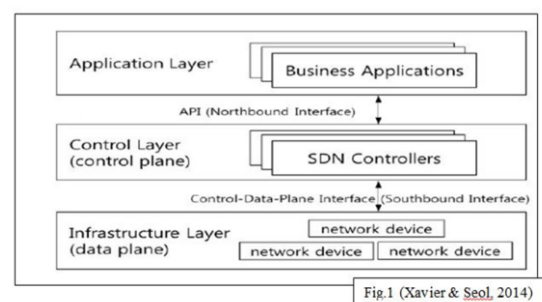 Application Layer
Business Applications
API (Northbound Interface)
Control Layer
(control plane)
SDN Controllers
Control-Data-Plane Interface (Southbound Interface)
Infrastructure Layer
(data plane)
network device
network device
network device
Fig.1 (Xavier & Seol, 2014)